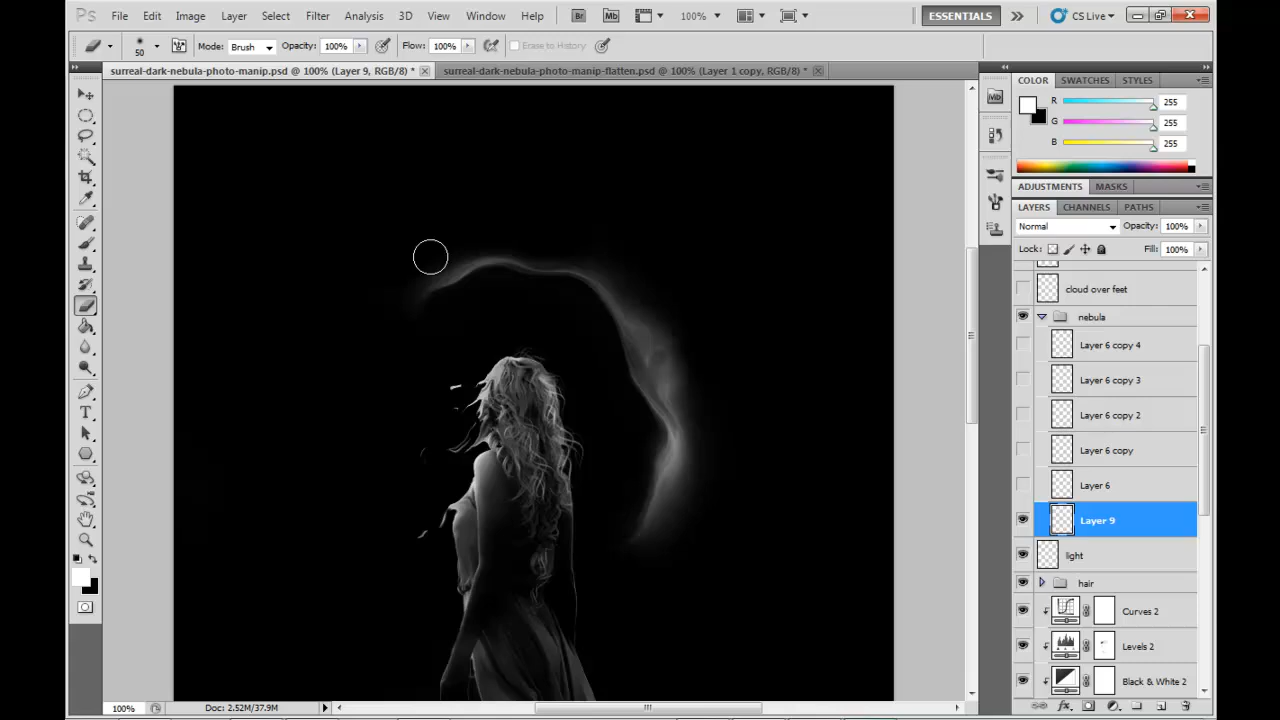 Ps File Edit Image Layer Select Filter Analysis 3D View Window Help Br Mb 100% ESSENTIALS CS Live
50 Mode: Brush Opacity: 100% Flow: 100% Erase to History
surreal-dark-nebula-photo-manip.psd @ 100% (Layer 9, RGB/8) * surreal-dark-nebula-photo-manip-flatten.psd @ 100% (Layer 1 copy, RGB/8) *
COLOR SWATCHES STYLES
R 255
G 255
B 255
ADJUSTMENTS MASKS
LAYERS CHANNELS PATHS
Normal Opacity: 100%
Lock: Fill: 100%
cloud over feet
nebula
Layer 6 copy 4
Layer 6 copy 3
Layer 6 copy 2
Layer 6 copy
Layer 6
Layer 9
light
hair
Curves 2
Levels 2
Black & White 2
100% Doc: 2.52M/37.9M